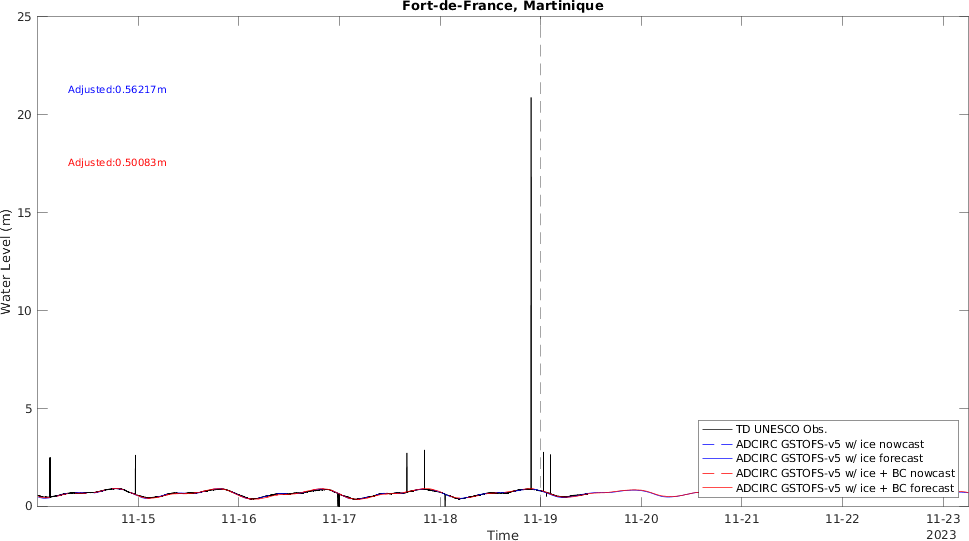 Fort-de-France, Martinique
25
20
15
10
5
0
Water Level (m)
Adjusted:0.56217m
Adjusted:0.50083m
TD UNESCO Obs.
ADCIRC GSTOFS-v5 w/ ice nowcast
ADCIRC GSTOFS-v5 w/ ice forecast
ADCIRC GSTOFS-v5 w/ ice + BC nowcast
ADCIRC GSTOFS-v5 w/ ice + BC forecast
11-15 11-16 11-17 11-18 11-19 11-20 11-21 11-22 11-23
2023
Time